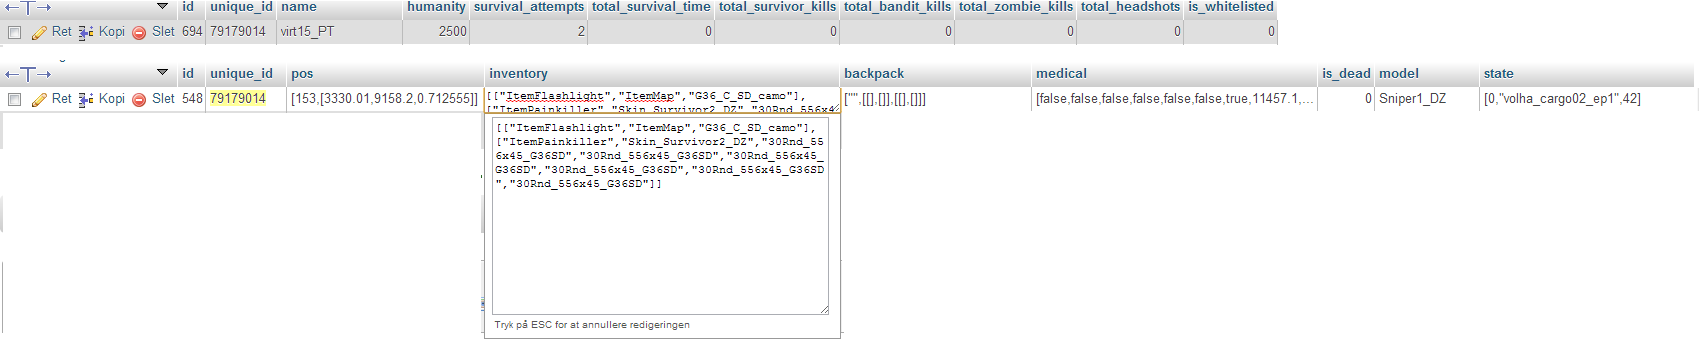 id unique_id name humanity survival_attempts total_survival_time total_survivor_kills total_bandit_kills total_zombie_kills total_headshots is_whitelisted
Ret Kopi Slet 694 79179014 virt15_PT 2500 2 0 0 0 0 0 0
id unique_id pos inventory backpack medical is_dead model state
Ret Kopi Slet 548 79179014 [153,[3330.01,9158.2,0.712555]] [["ItemFlashlight","ItemMap","G36_C_SD_camo"], ["",[[],[]],[[],[]]] [false,false,false,false,false,false,true,11457.1,... 0 Sniper1_DZ [0,"volha_cargo02_ep1",42]
["ItemPainkiller","Skin_Survivor2_DZ","30Rnd_556x4
[["ItemFlashlight","ItemMap","G36_C_SD_camo"],
["ItemPainkiller","Skin_Survivor2_DZ","30Rnd_55
6x45_G36SD","30Rnd_556x45_G36SD","30Rnd_556x45_
G36SD","30Rnd_556x45_G36SD","30Rnd_556x45_G36SD
","30Rnd_556x45_G36SD"]]
Tryk på ESC for at annullere redigeringen